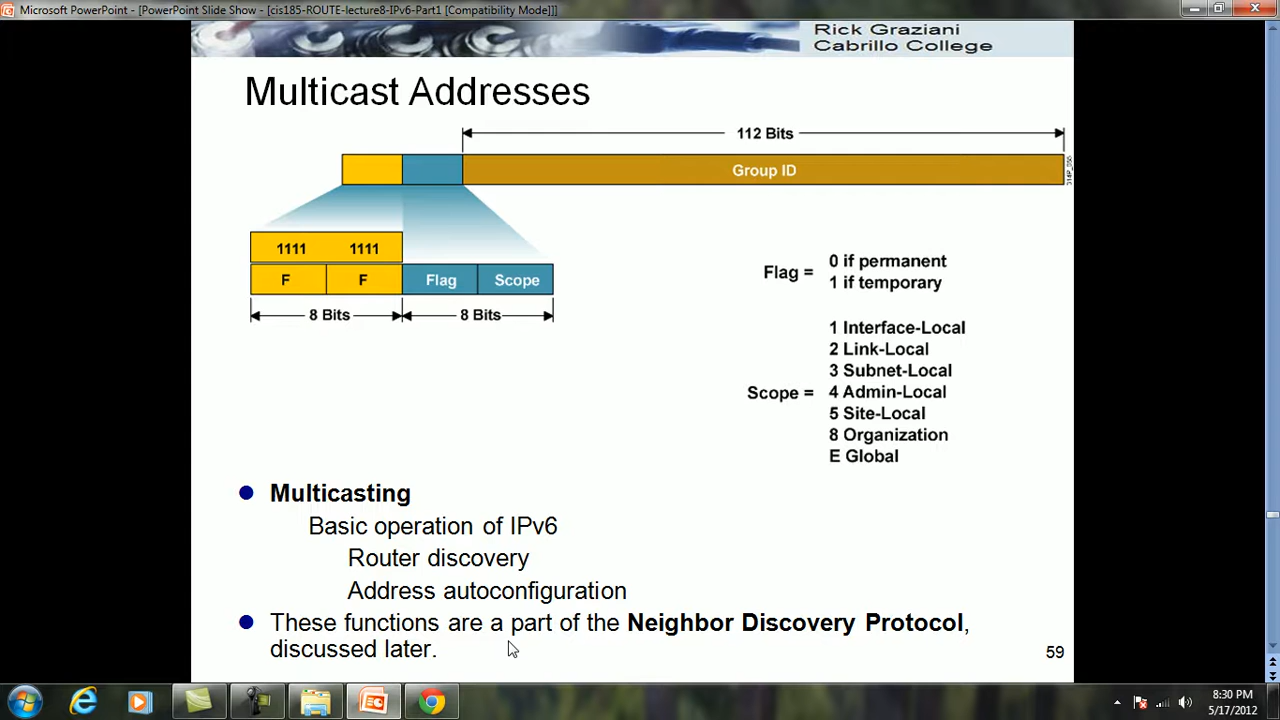 Microsoft PowerPoint - [PowerPoint Slide Show - [cis185-ROUTE-lecture8-IPv6-Part1 [Compatibility Mode]]]
Rick Graziani
Cabrillo College
Multicast Addresses
112 Bits
Group ID
1111 1111
F F Flag Scope
8 Bits 8 Bits
Flag = 0 if permanent
1 if temporary
Scope = 1 Interface-Local
2 Link-Local
3 Subnet-Local
4 Admin-Local
5 Site-Local
8 Organization
E Global
Multicasting
Basic operation of IPv6
Router discovery
Address autoconfiguration
These functions are a part of the Neighbor Discovery Protocol,
discussed later.
59
8:30 PM
5/17/2012